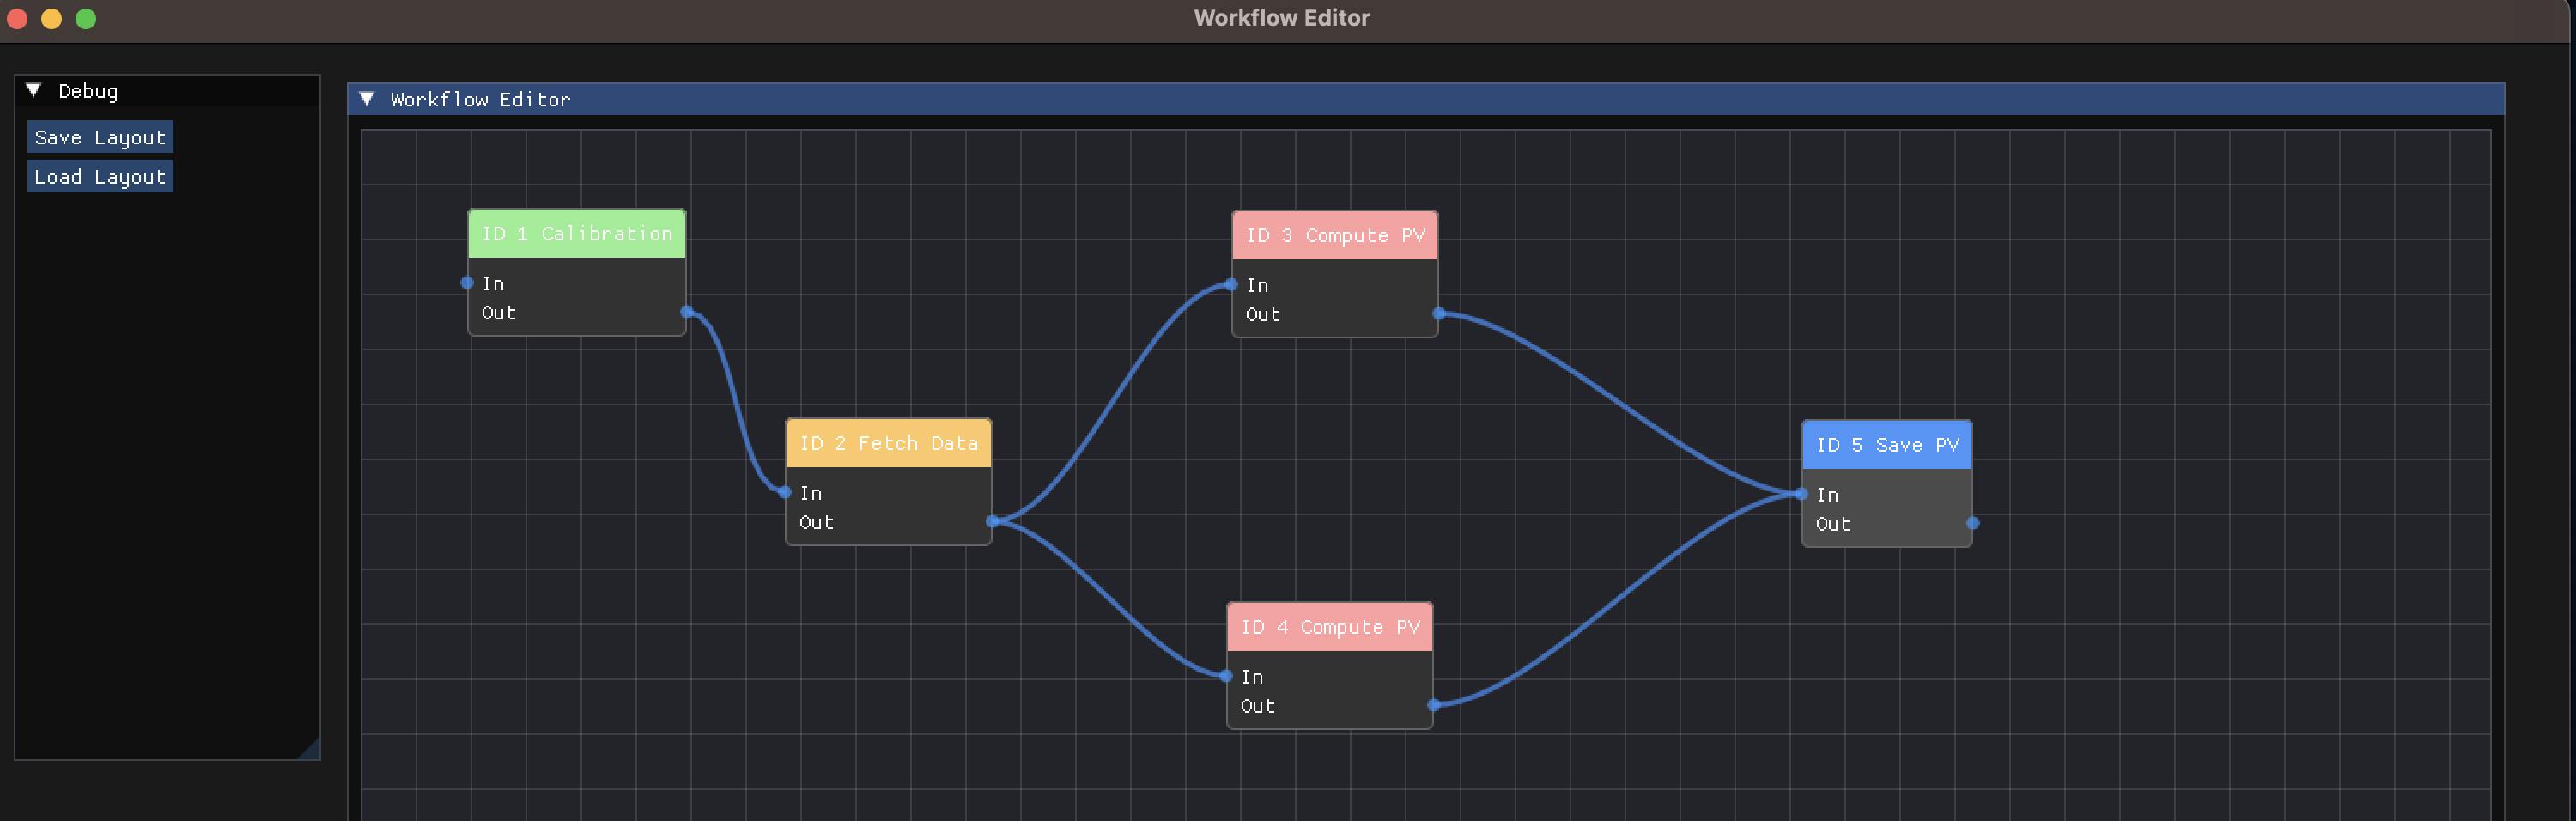 Workflow Editor
Debug
Save Layout
Load Layout
Workflow Editor
ID 1 Calibration
In
Out
ID 2 Fetch Data
In
Out
ID 3 Compute PV
In
Out
ID 4 Compute PV
In
Out
ID 5 Save PV
In
Out